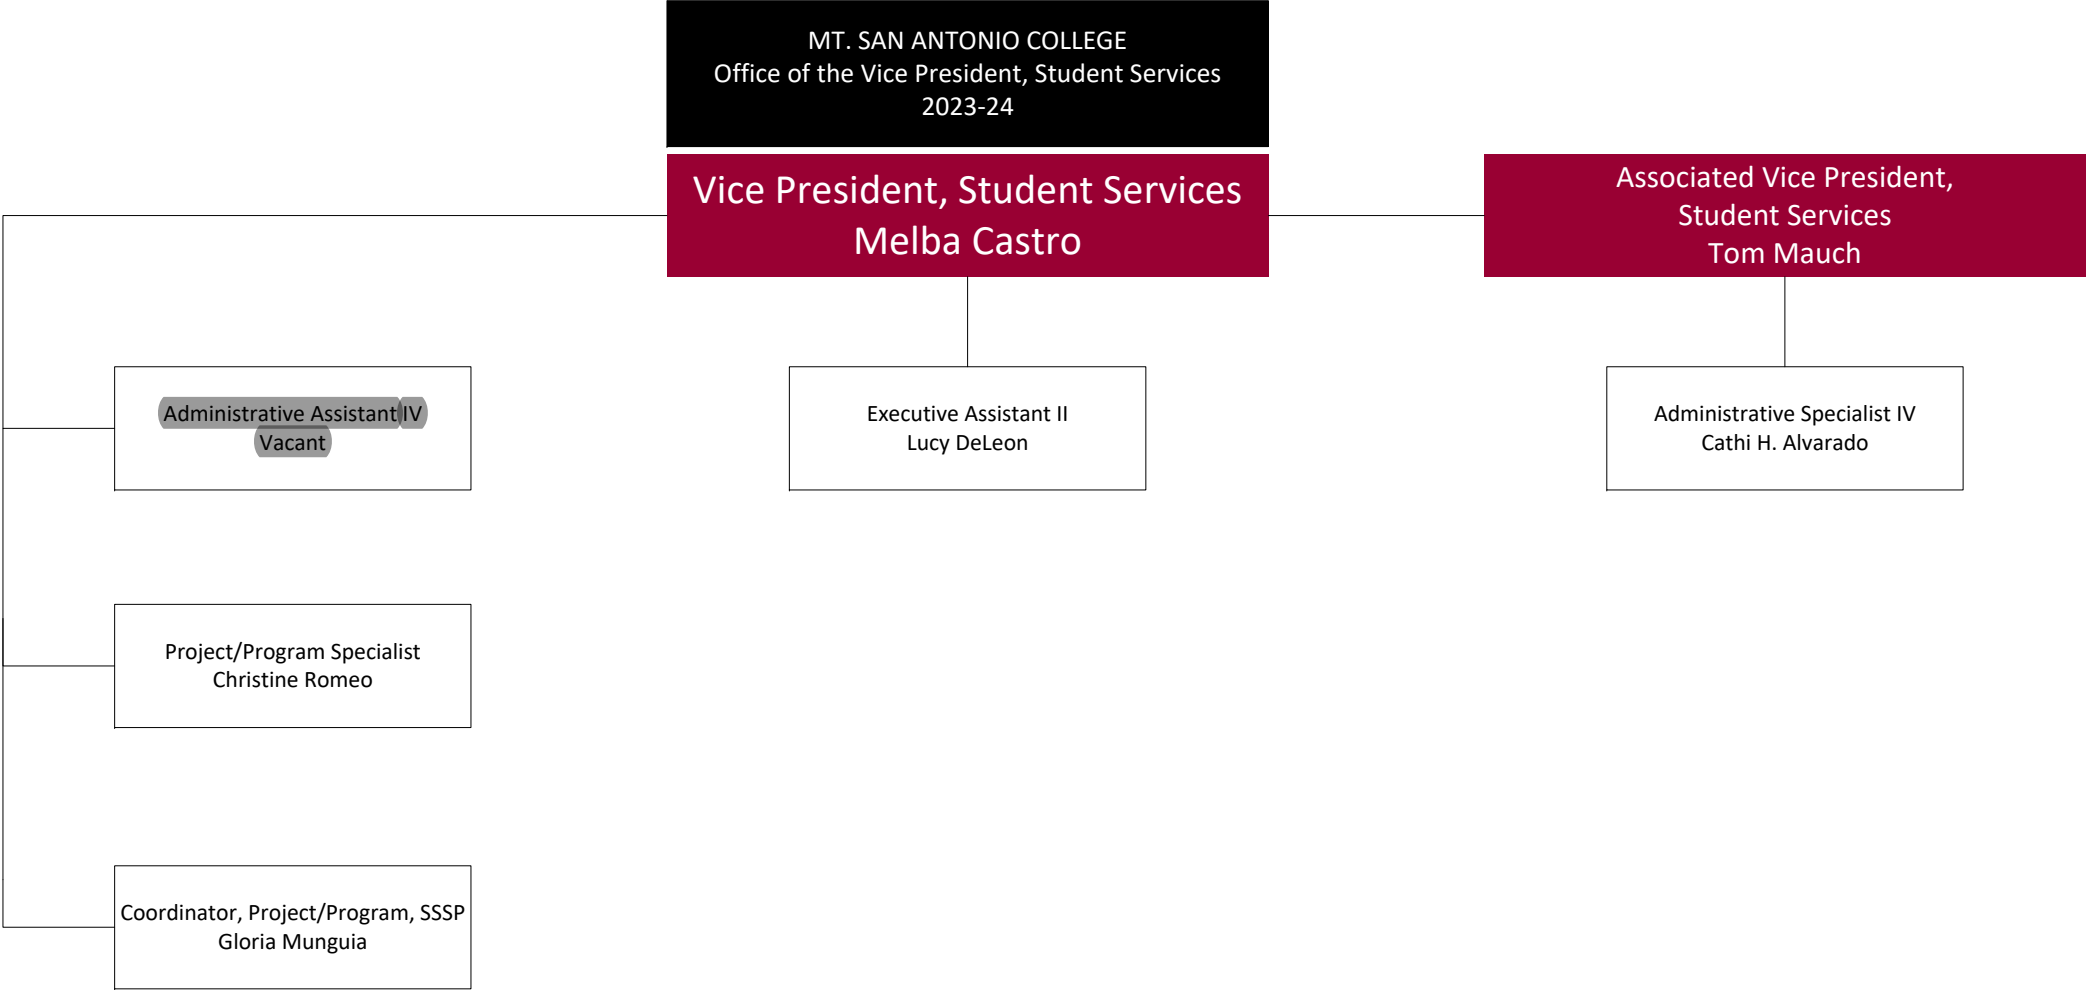 MT. SAN ANTONIO COLLEGE
Office of the Vice President, Student Services
2023-24
Vice President, Student Services
Melba Castro
Associated Vice President,
Student Services
Tom Mauch
Administrative Assistant IV
Vacant
Executive Assistant II
Lucy DeLeon
Administrative Specialist IV
Cathi H. Alvarado
Project/Program Specialist
Christine Romeo
Coordinator, Project/Program, SSSP
Gloria Munguia